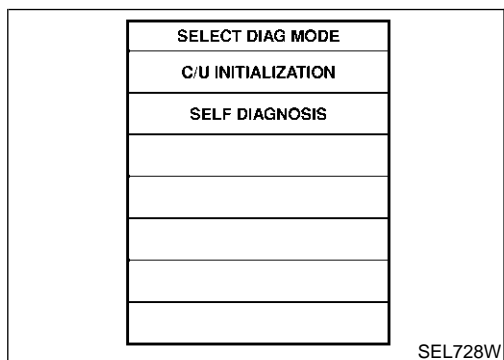 SELECT DIAG MODE
C/U INITIALIZATION
SELF DIAGNOSIS
SEL728W